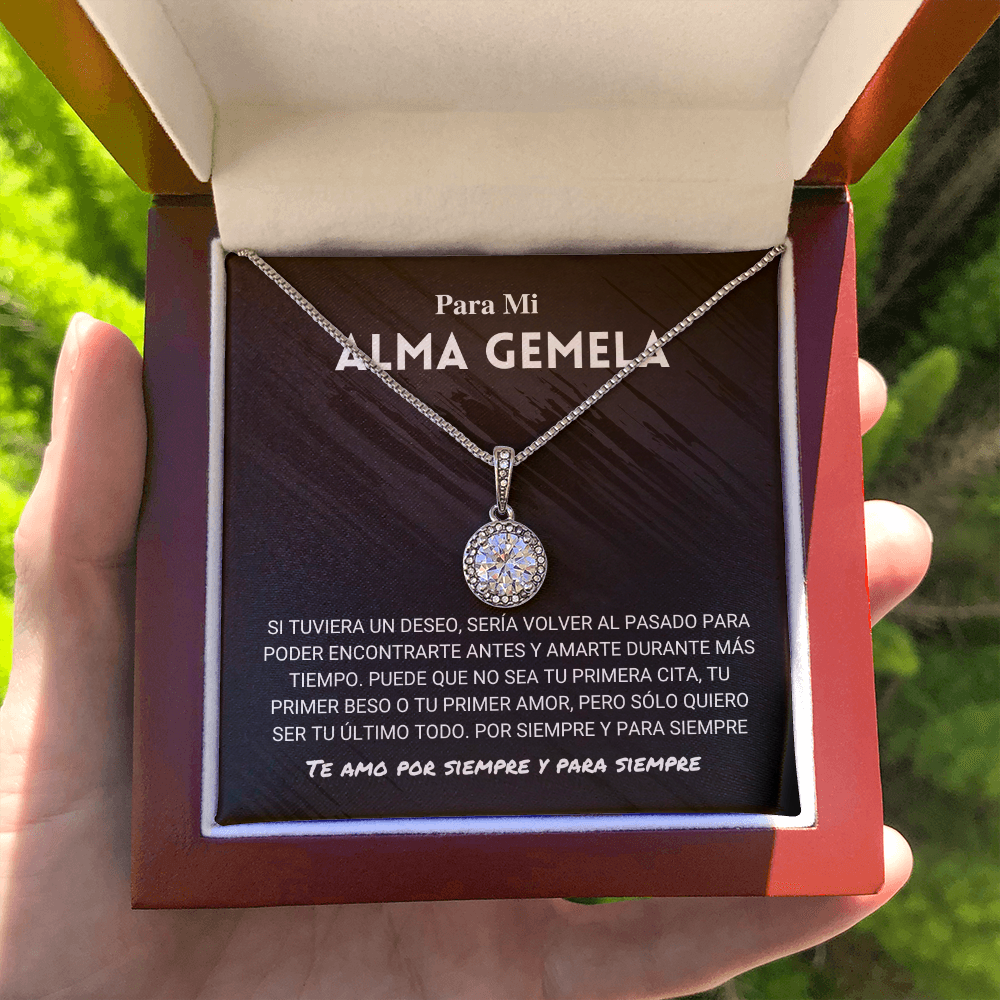 Para Mi
ALMA GEMELA
SI TUVIERA UN DESEO, SERÍA VOLVER AL PASADO PARA
PODER ENCONTRARTE ANTES Y AMARTE DURANTE MÁS
TIEMPO. PUEDE QUE NO SEA TU PRIMERA CITA, TU
PRIMER BESO O TU PRIMER AMOR, PERO SÓLO QUIERO
SER TU ÚLTIMO TODO. POR SIEMPRE Y PARA SIEMPRE
TE AMO POR SIEMPRE Y PARA SIEMPRE